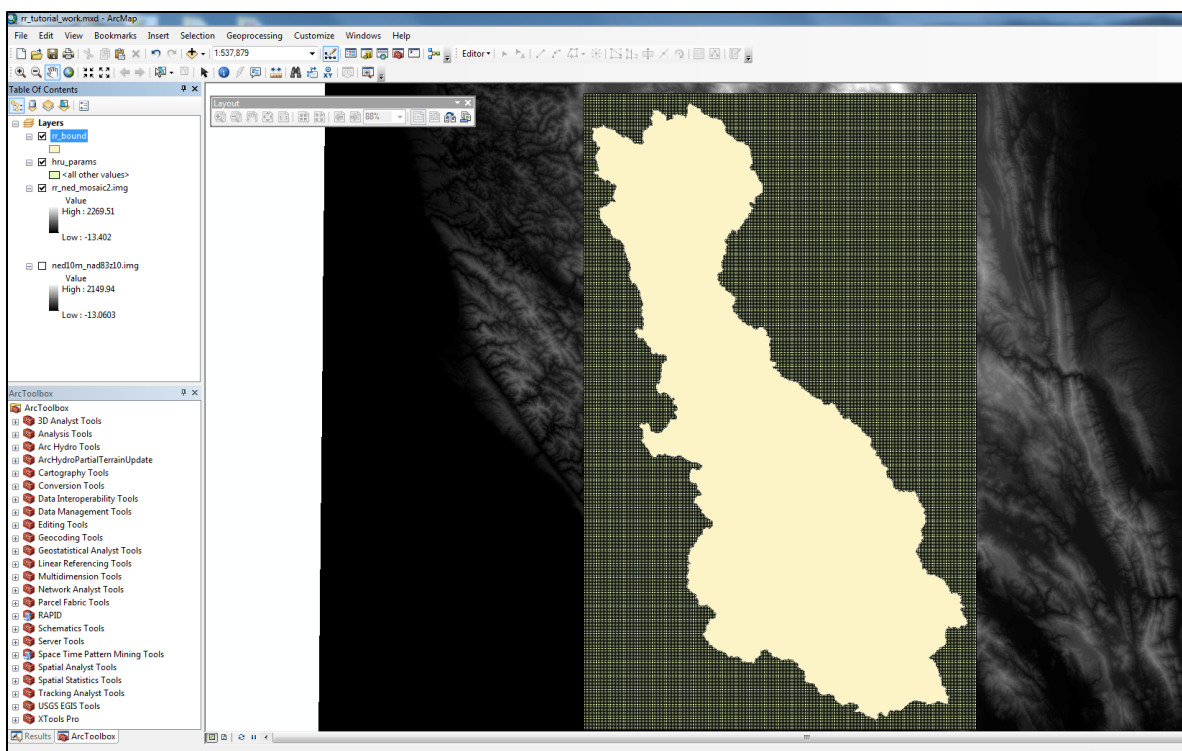 rr_tutorial_work.mxd - ArcMap
File Edit View Bookmarks Insert Selection Geoprocessing Customize Windows Help
1:537,879 Editor
Table Of Contents
Layout
88%
Layers
rr_bound
hru_params
<all other values>
rr_ned_mosaic2.img
Value
High : 2269.51
Low : -13.402
ned10m_nad83z10.img
Value
High : 2149.94
Low : -13.0603
ArcToolbox
ArcToolbox
3D Analyst Tools
Analysis Tools
Arc Hydro Tools
ArcHydroPartialTerrainUpdate
Cartography Tools
Conversion Tools
Data Interoperability Tools
Data Management Tools
Editing Tools
Geocoding Tools
Geostatistical Analyst Tools
Linear Referencing Tools
Multidimension Tools
Network Analyst Tools
Parcel Fabric Tools
RAPID
Schematics Tools
Server Tools
Space Time Pattern Mining Tools
Spatial Analyst Tools
Spatial Statistics Tools
Tracking Analyst Tools
USGS EGIS Tools
XTools Pro
Results ArcToolbox